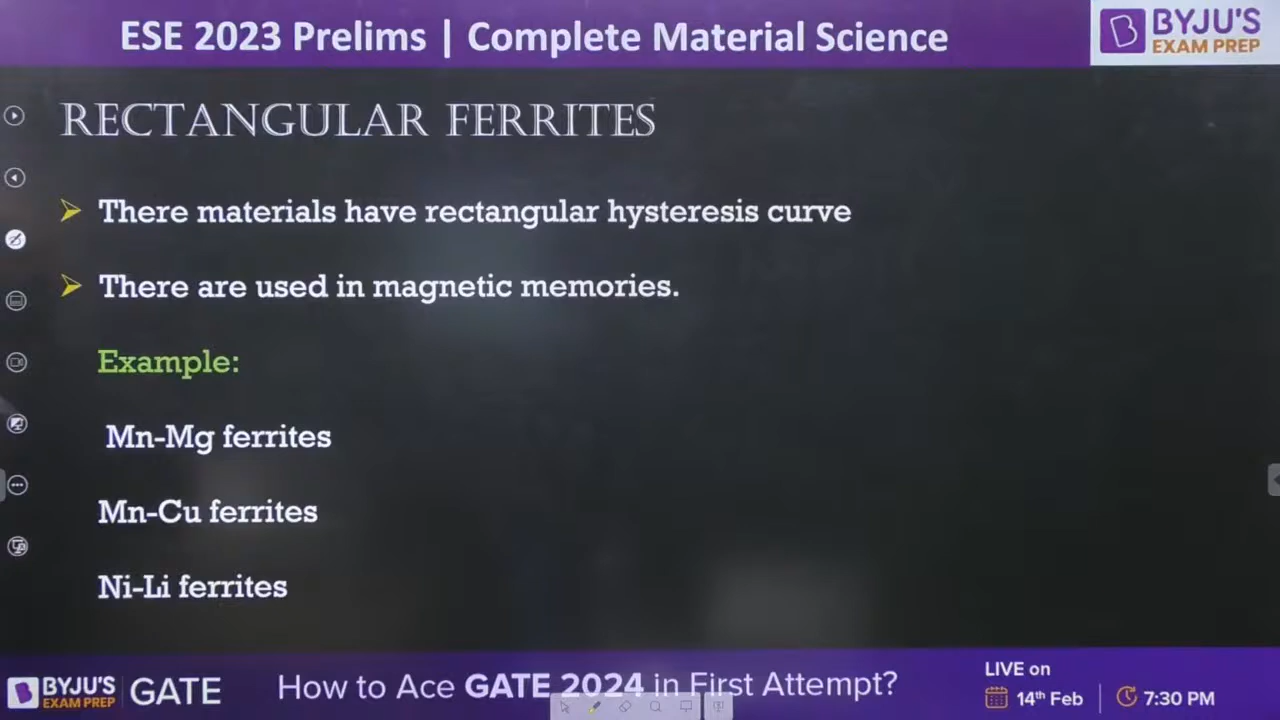 ESE 2023 Prelims | Complete Material Science
BYJU'S
EXAM PREP
RECTANGULAR FERRITES
There materials have rectangular hysteresis curve
There are used in magnetic memories.
Example:
Mn-Mg ferrites
Mn-Cu ferrites
Ni-Li ferrites
BYJU'S
EXAM PREP
GATE
How to Ace GATE 2024 in First Attempt?
LIVE on
14th Feb
7:30 PM